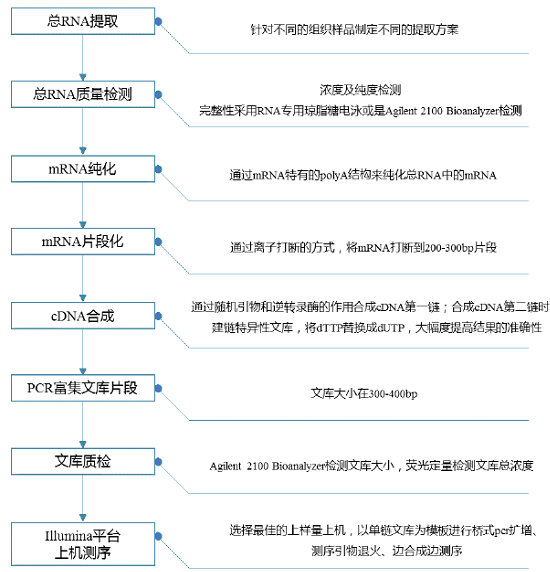 总RNA提取
针对不同的组织样品制定不同的提取方案
总RNA质量检测
浓度及纯度检测
完整性采用RNA专用琼脂糖电泳或是Agilent 2100 Bioanalyzer检测
mRNA纯化
通过mRNA特有的polyA结构来纯化总RNA中的mRNA
mRNA片段化
通过离子打断的方式，将mRNA打断到200-300bp片段
cDNA合成
通过随机引物和逆转录酶的作用合成cDNA第一链；合成cDNA第二链时
建链特异性文库，将dTTP替换成dUTP，大幅度提高结果的准确性
PCR富集文库片段
文库大小在300-400bp
文库质检
Agilent 2100 Bioanalyzer检测文库大小，荧光定量检测文库总浓度
Illumina平台
上机测序
选择最佳的上样量上机，以单链文库为模板进行桥式pcr扩增、
测序引物退火、边合成边测序